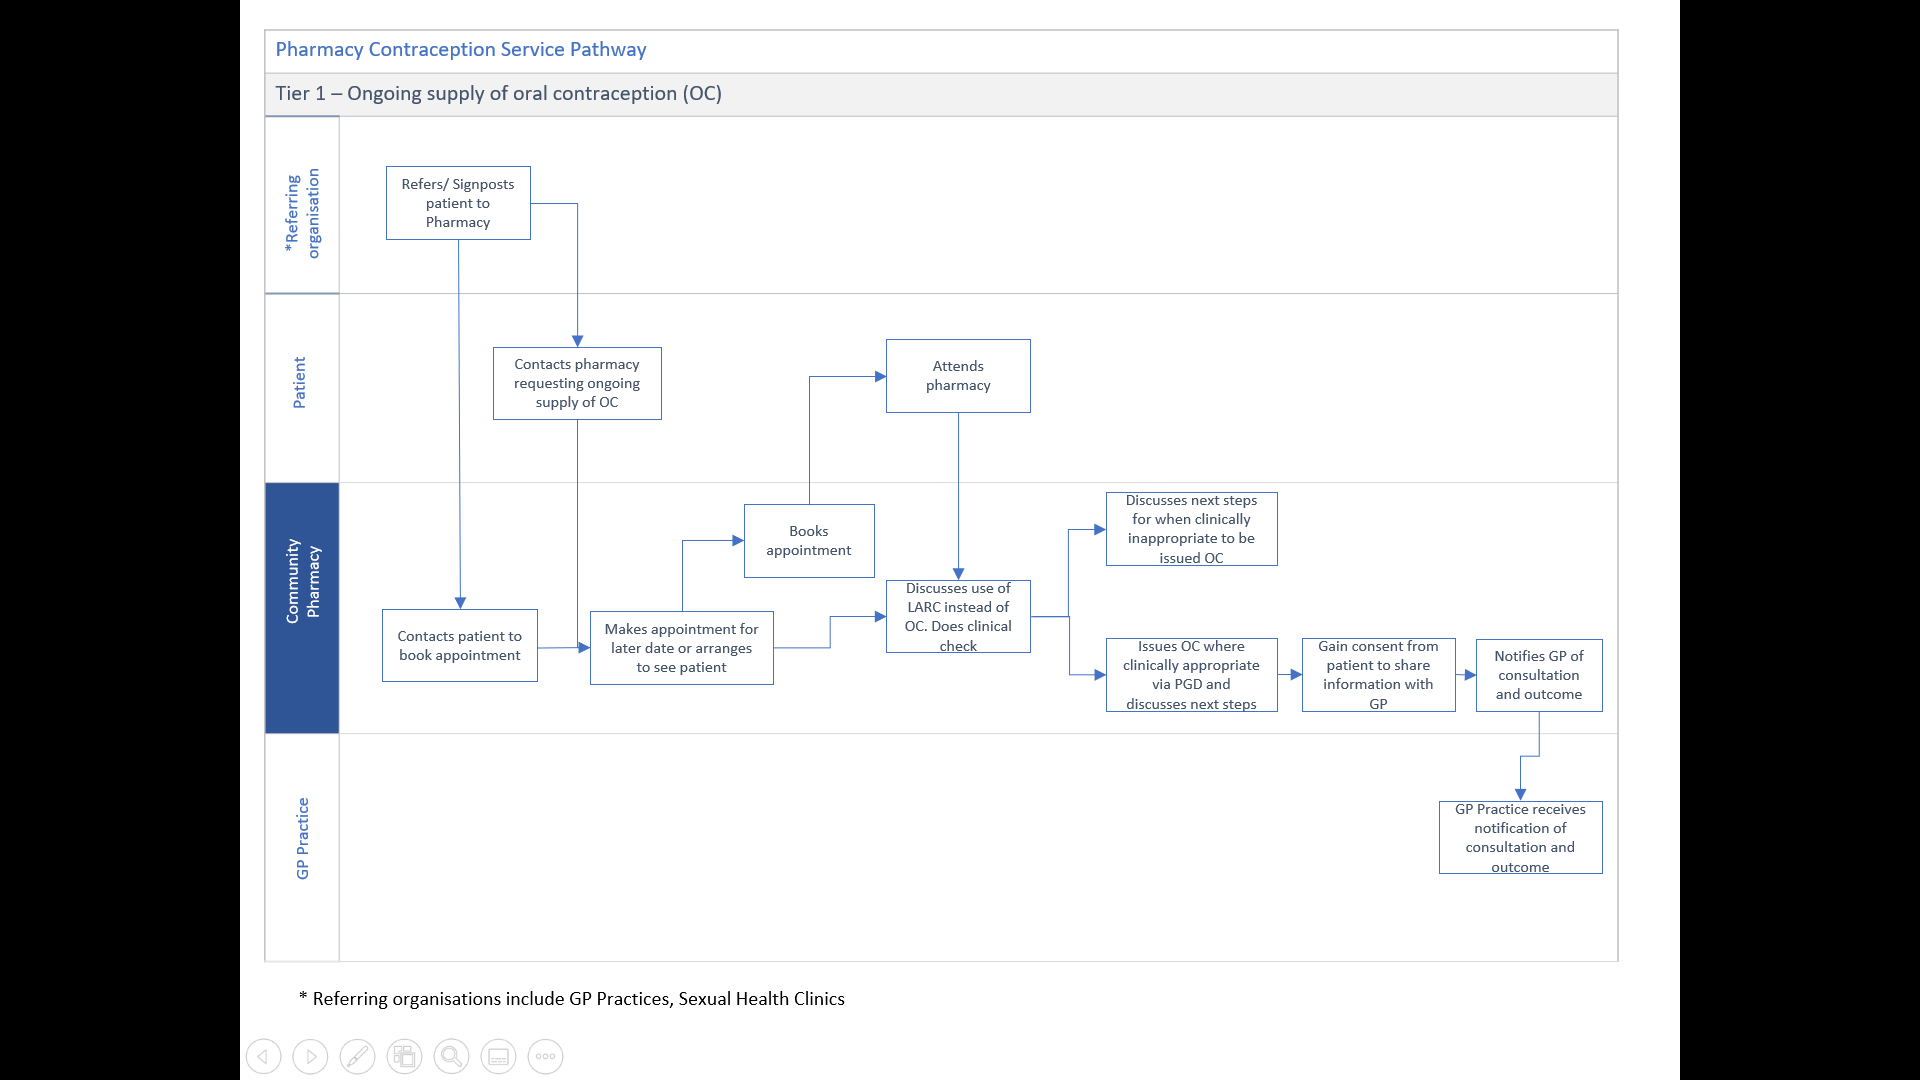 Pharmacy Contraception Service Pathway
Tier 1 – Ongoing supply of oral contraception (OC)
*Referring
organisation
Refers/ Signposts
patient to
Pharmacy
Patient
Contacts pharmacy
requesting ongoing
supply of OC
Attends
pharmacy
Community
Pharmacy
Contacts patient to
book appointment
Makes appointment for
later date or arranges
to see patient
Books
appointment
Discusses use of
LARC instead of
OC. Does clinical
check
Discusses next steps
for when clinically
inappropriate to be
issued OC
Issues OC where
clinically appropriate
via PGD and
discusses next steps
Gain consent from
patient to share
information with
GP
Notifies GP of
consultation
and outcome
GP Practice
GP Practice receives
notification of
consultation and
outcome
* Referring organisations include GP Practices, Sexual Health Clinics